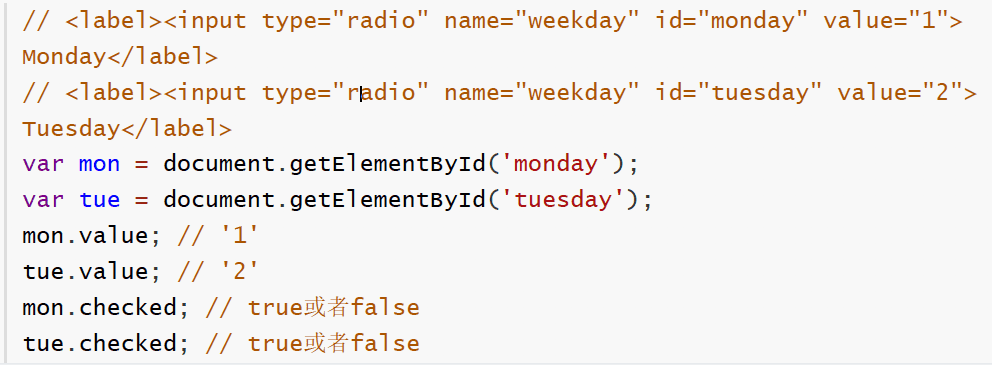 // <label><input type="radio" name="weekday" id="monday" value="1">
Monday</label>
// <label><input type="radio" name="weekday" id="tuesday" value="2">
Tuesday</label>
var mon = document.getElementById('monday');
var tue = document.getElementById('tuesday');
mon.value; // '1'
tue.value; // '2'
mon.checked; // true或者false
tue.checked; // true或者false